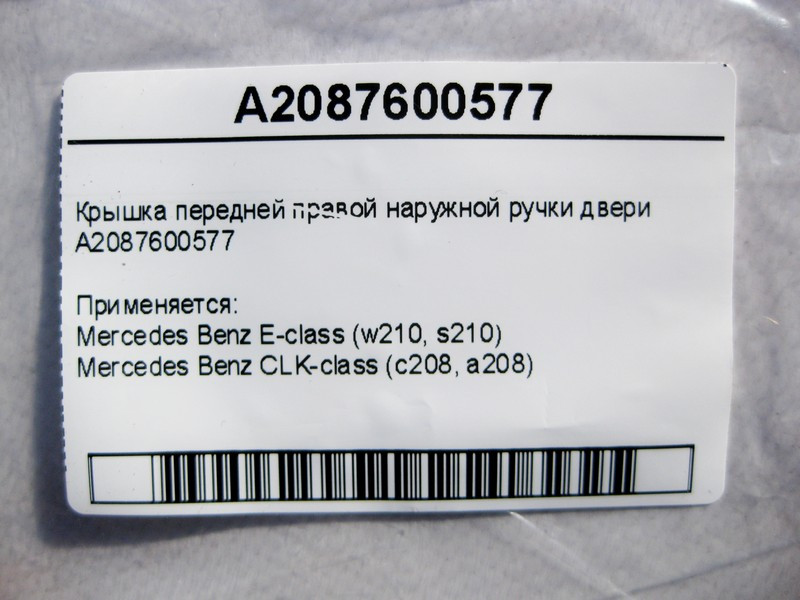 A2087600577
Крышка передней правой наружной ручки двери
A2087600577
Применяется:
Mercedes Benz E-class (w210, s210)
Mercedes Benz CLK-class (c208, a208)